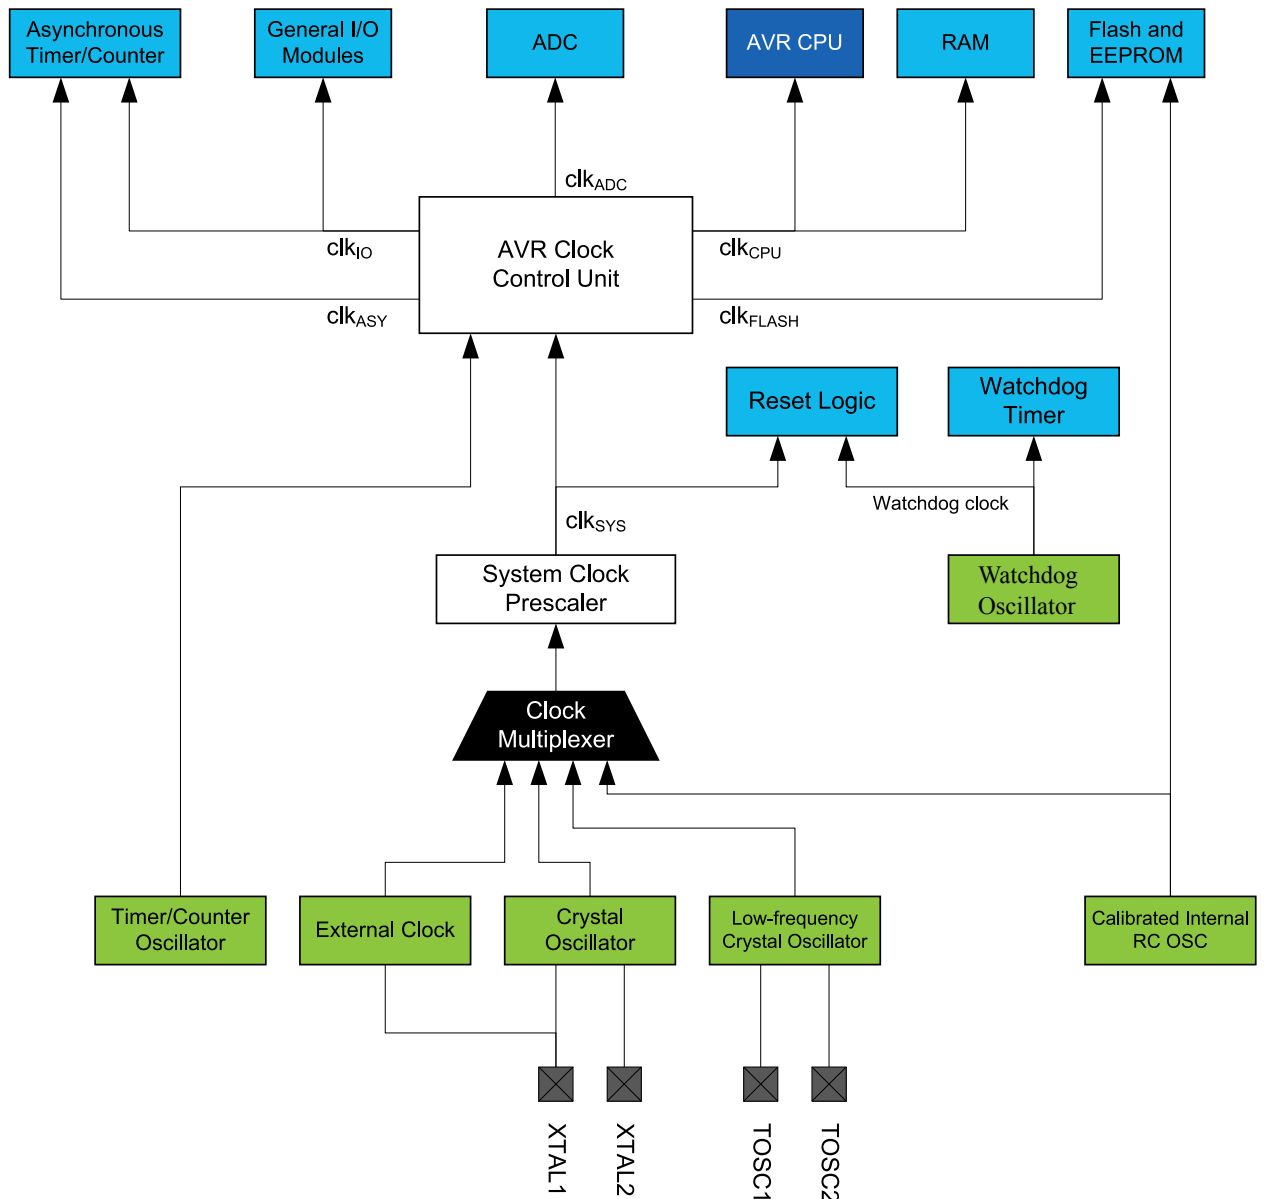 Asynchronous
Timer/Counter
General I/O
Modules
ADC
AVR CPU
RAM
Flash and
EEPROM
clkADC
AVR Clock
Control Unit
clkIO
clkCPU
clkASY
clkFLASH
Reset Logic
Watchdog
Timer
Watchdog clock
clkSYS
System Clock
Prescaler
Watchdog
Oscillator
Clock
Multiplexer
Timer/Counter
Oscillator
External Clock
Crystal
Oscillator
Low-frequency
Crystal Oscillator
Calibrated Internal
RC OSC
XTAL1
XTAL2
TOSC1
TOSC2